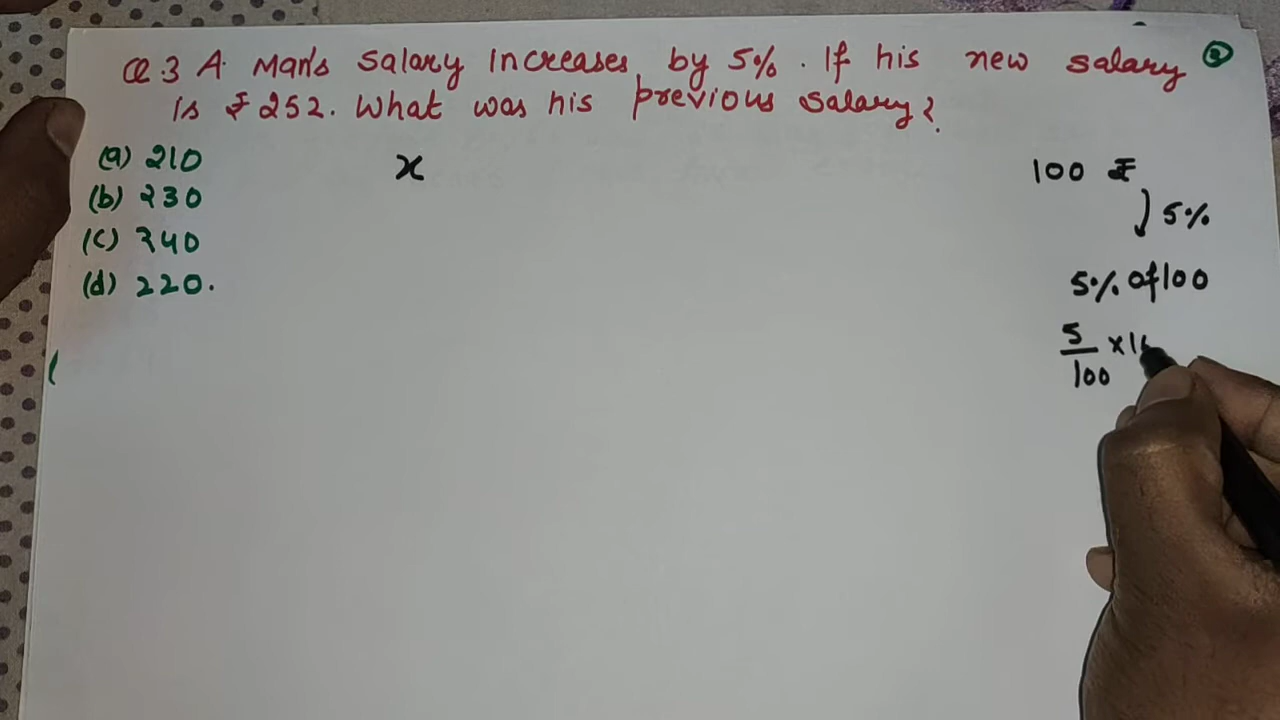 Q.3 A Man's Salary Increases by 5%. If his new salary
is ₹ 252. What was his previous Salary?
(a) 210
(b) 230
(c) 240
(d) 220.
x
100 ₹
5%
5% of 100
5/100 ×